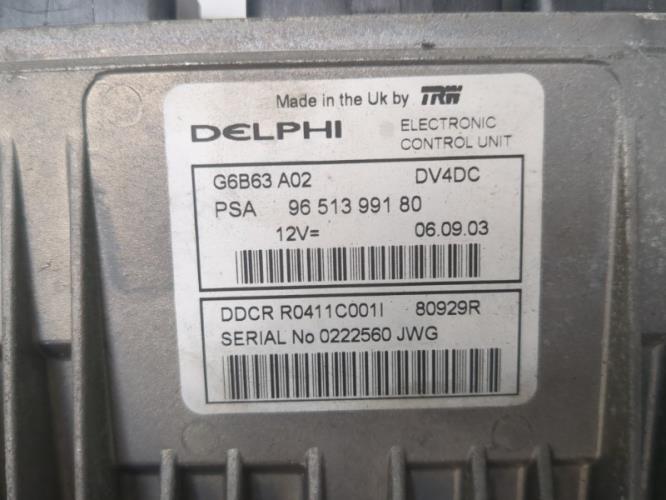 Made in the Uk by TRW
DELPHI ELECTRONIC CONTROL UNIT
G6B63 A02 DV4DC
PSA 96 513 991 80
12V= 06.09.03
DDCR R0411C001I 80929R
SERIAL No 0222560 JWG